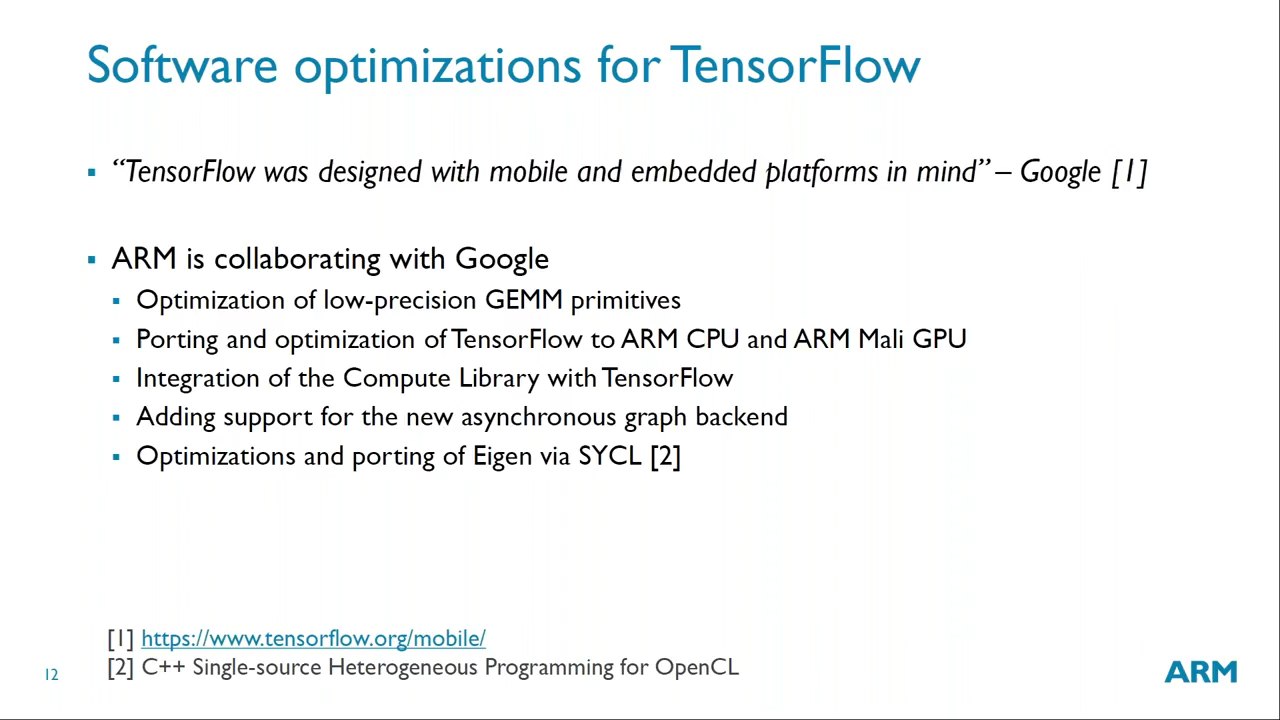 Software optimizations for TensorFlow
“TensorFlow was designed with mobile and embedded platforms in mind” – Google [1]
ARM is collaborating with Google
Optimization of low-precision GEMM primitives
Porting and optimization of TensorFlow to ARM CPU and ARM Mali GPU
Integration of the Compute Library with TensorFlow
Adding support for the new asynchronous graph backend
Optimizations and porting of Eigen via SYCL [2]
[1] https://www.tensorflow.org/mobile/
[2] C++ Single-source Heterogeneous Programming for OpenCL
12
ARM